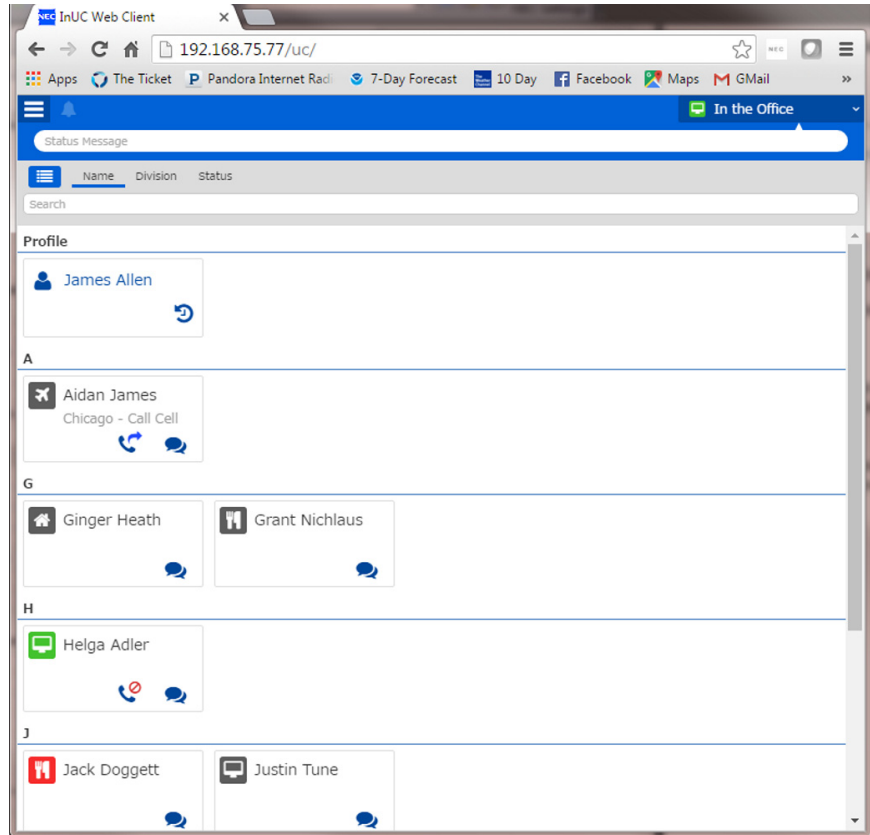 NEC InUC Web Client
192.168.75.77/uc/
NEC
Apps The Ticket P Pandora Internet Radi 7-Day Forecast 10 Day Facebook Maps M GMail »
In the Office
Status Message
Name Division Status
Search
Profile
James Allen
A
Aidan James
Chicago - Call Cell
G
Ginger Heath Grant Nichlaus
H
Helga Adler
J
Jack Doggett Justin Tune